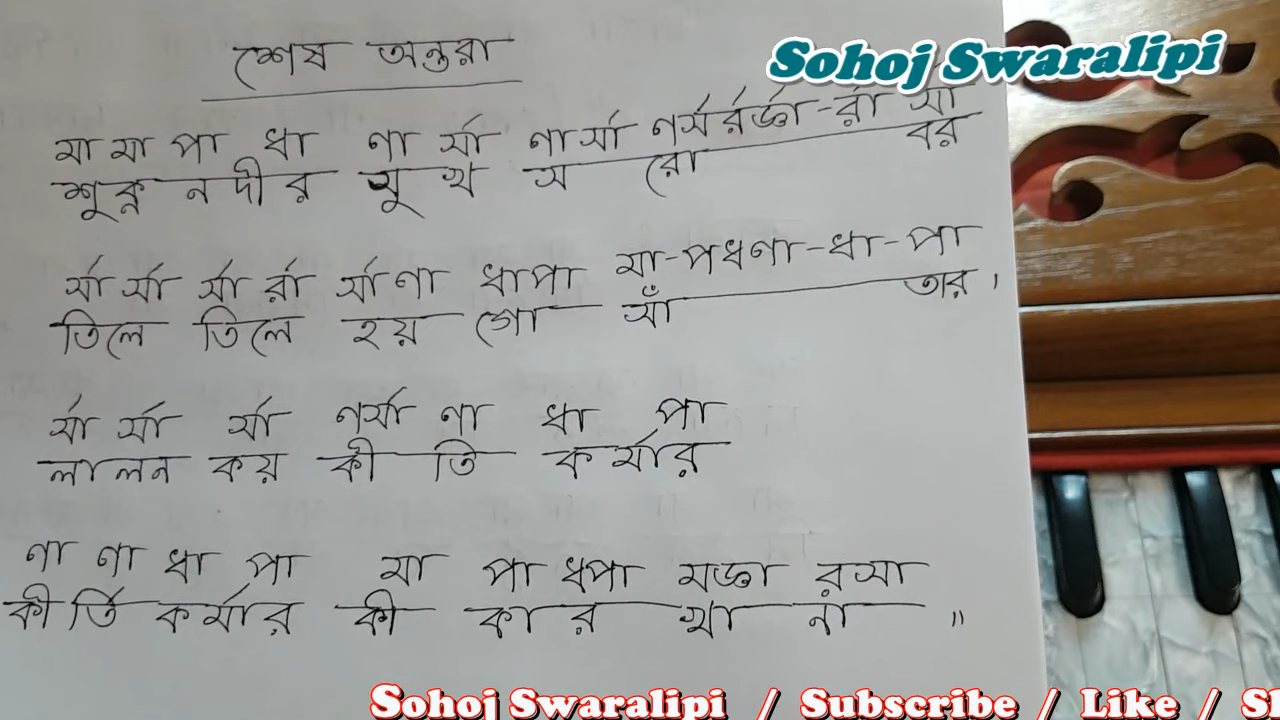 Sohoj Swaralipi
শেষ অন্তরা
মা মা পা ধা ণা র্সা ণা র্সা ণর্সর্রর্জ্ঞা-র্রা র্সা
শুক্ন নদীর সুখ স রো বর
র্সা র্সা র্সা র্রা র্সা ণা ধাপা মা-পধণা-ধা-পা
তিলে তিলে হয় গো সাঁ তার ।
র্সা র্সা র্সা ণর্সা ণা ধা পা
লালন কয় কী তি কর্মার
ণা ণা ধা পা মা পা ধপা মজ্ঞা রসা
কীর্তি কর্মার কী কার খা না ॥
Sohoj Swaralipi / Subscribe / Like /